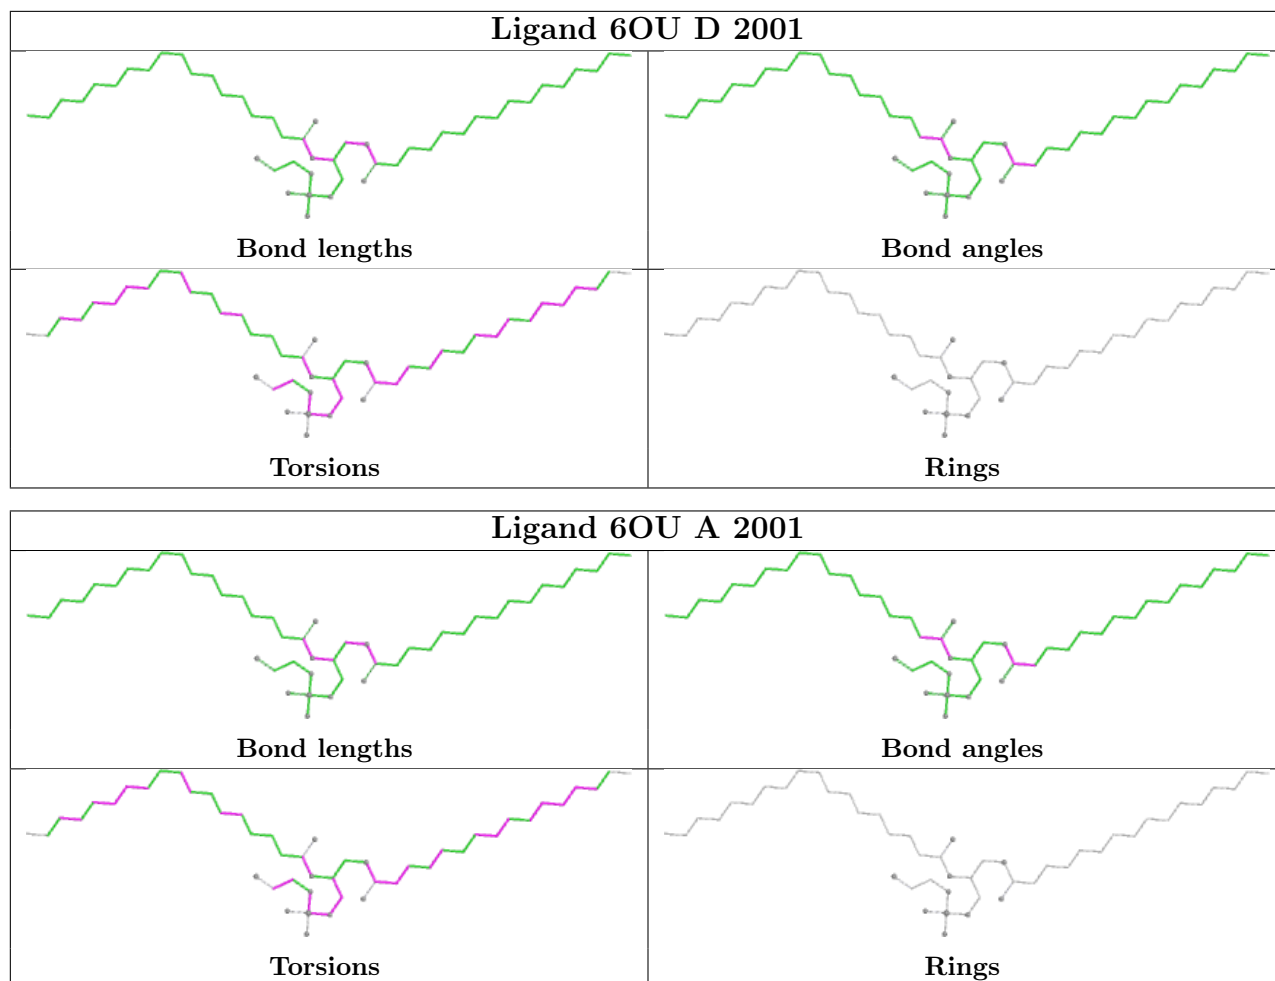 Ligand 6OU D 2001
Bond lengths
Bond angles
Torsions
Rings
Ligand 6OU A 2001
Bond lengths
Bond angles
Torsions
Rings